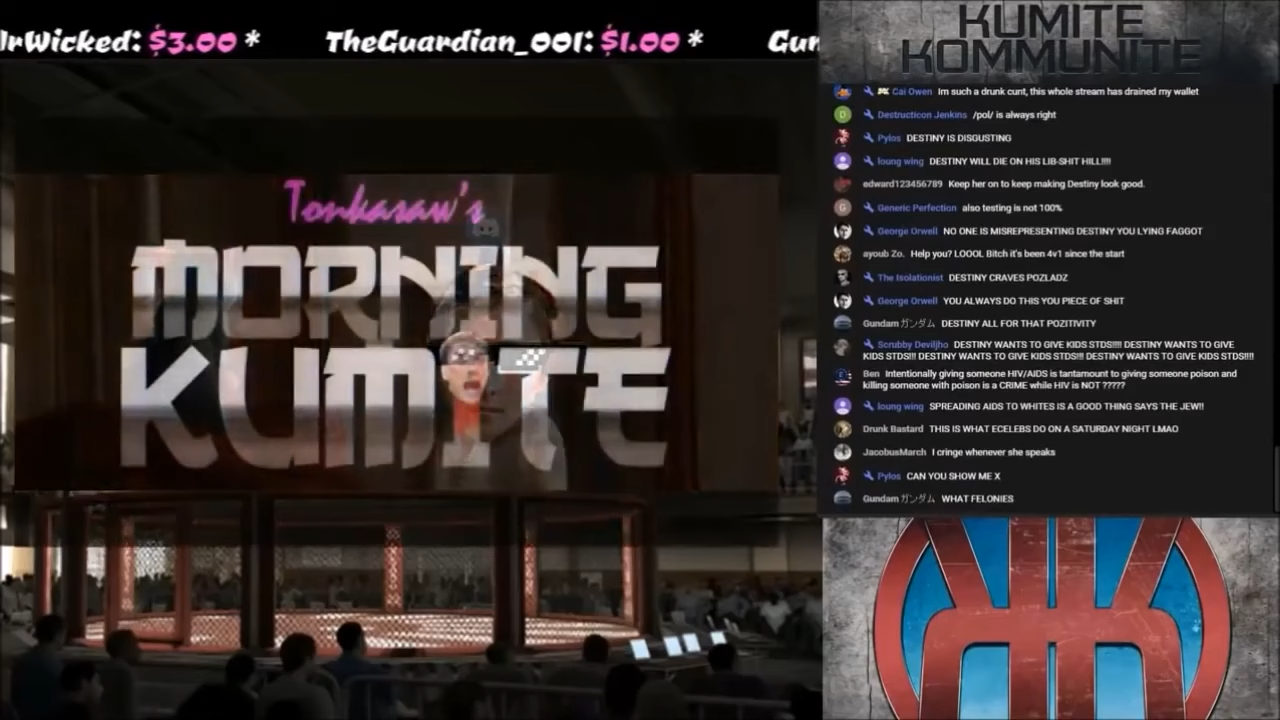 rWicked: $3.00 *
TheGuardian_001: $1.00 *
Gun
KUMITE
KOMMUNITE
Tonkasaw's
MORNING
KUMITE
Cai Owen Im such a drunk cunt, this whole stream has drained my wallet
D Destructicon Jenkins /pol/ is always right
Pylos DESTINY IS DISGUSTING
loung wing DESTINY WILL DIE ON HIS LIB-SHIT HILL!!!!
edward123456789 Keep her on to keep making Destiny look good.
G Generic Perfection also testing is not 100%
George Orwell NO ONE IS MISREPRESENTING DESTINY YOU LYING FAGGOT
ayoub Zo. Help you? LOOOL Bitch it's been 4v1 since the start
The Isolationist DESTINY CRAVES POZLADZ
George Orwell YOU ALWAYS DO THIS YOU PIECE OF SHIT
Gundam ガンダム DESTINY ALL FOR THAT POZITIVITY
Scrubby Deviljho DESTINY WANTS TO GIVE KIDS STDS!!!! DESTINY WANTS TO GIVE
KIDS STDS!!! DESTINY WANTS TO GIVE KIDS STDS!!! DESTINY WANTS TO GIVE KIDS STDS!!!!
Ben Intentionally giving someone HIV/AIDS is tantamount to giving someone poison and
killing someone with poison is a CRIME while HIV is NOT ?????
loung wing SPREADING AIDS TO WHITES IS A GOOD THING SAYS THE JEW!!
Drunk Bastard THIS IS WHAT ECELEBS DO ON A SATURDAY NIGHT LMAO
JacobusMarch I cringe whenever she speaks
Pylos CAN YOU SHOW ME X
Gundam ガンダム WHAT FELONIES